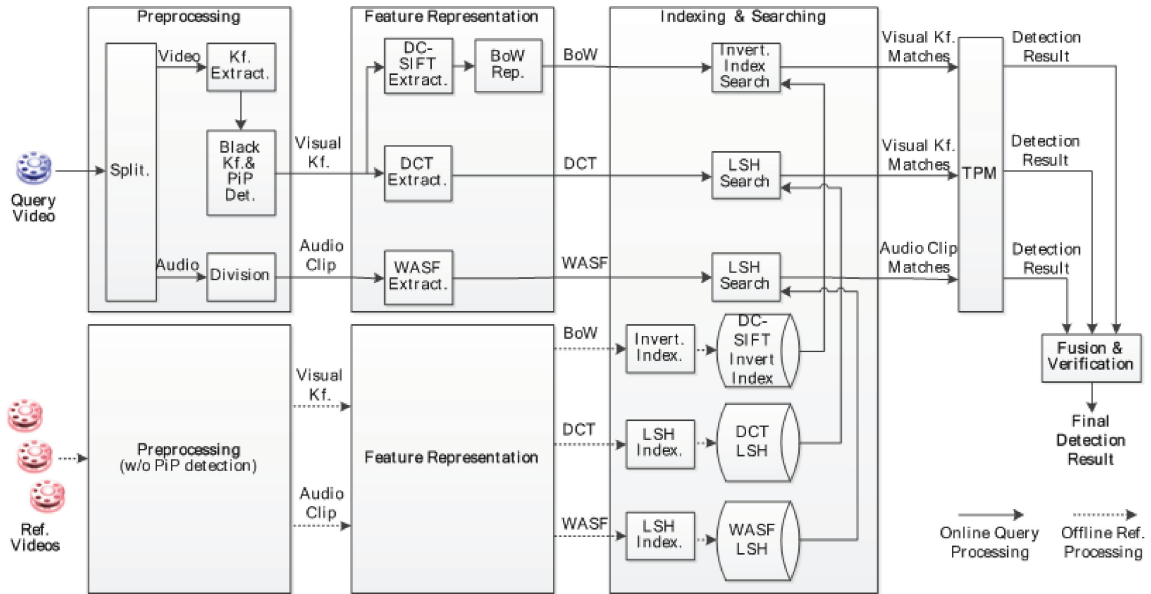 Preprocessing
Feature Representation
Indexing & Searching
Video
Kf.
Extract.
Black
Kf.&
PiP
Det.
Split.
Audio
Division
Query
Video
Visual
Kf.
Audio
Clip
DC-
SIFT
Extract.
BoW
Rep.
DCT
Extract.
WASF
Extract.
BoW
DCT
WASF
Invert.
Index
Search
LSH
Search
LSH
Search
Visual Kf.
Matches
Visual Kf.
Matches
Audio Clip
Matches
TPM
Detection
Result
Detection
Result
Detection
Result
Fusion &
Verification
Final
Detection
Result
Ref.
Videos
Preprocessing
(w/o PiP detection)
Visual
Kf.
Audio
Clip
Feature Representation
BoW
DCT
WASF
Invert.
Index.
DC-
SIFT
Invert
Index
LSH
Index.
DCT
LSH
LSH
Index.
WASF
LSH
Online Query
Processing
Offline Ref.
Processing